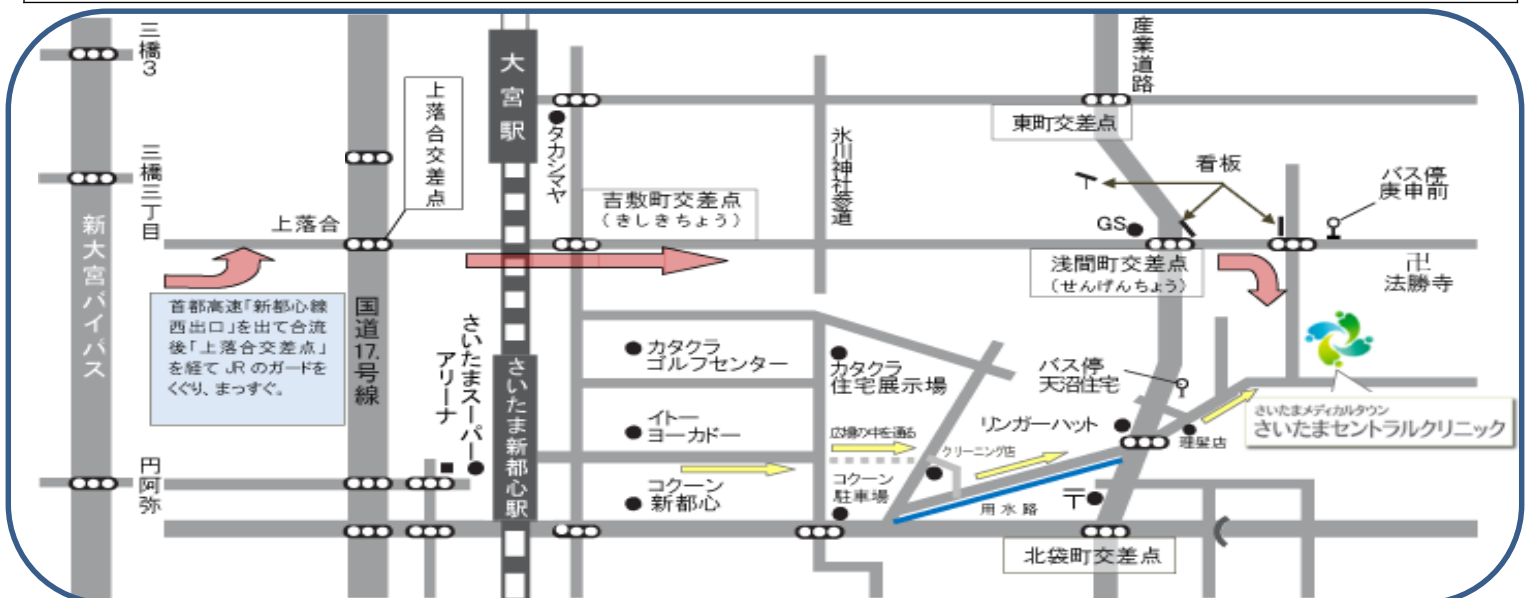 三橋3
三橋三丁目
新大宮バイパス
円阿弥
上落合
首都高速「新都心線
西出口」を出て合流
後「上落合交差点」
を経て JR のガードを
くぐり、まっすぐ。
国道17.号線
上落合交差点
さいたまスーパー
アリーナ
大宮駅
さいたま新都心駅
タカシマヤ
吉敷町交差点
(きしきちょう)
カタクラ
ゴルフセンター
イトー
ヨーカドー
コクーン
新都心
氷川神社参道
カタクラ
住宅展示場
広場の中を通る
コクーン
駐車場
クリーニング店
用水路
リンガーハット
産業道路
東町交差点
看板
GS
浅間町交差点
(せんげんちょう)
バス停
庚申前
卍
法勝寺
バス停
天沼住宅
理髪店
〒
北袋町交差点
さいたまメディカルタウン
さいたまセントラルクリニック